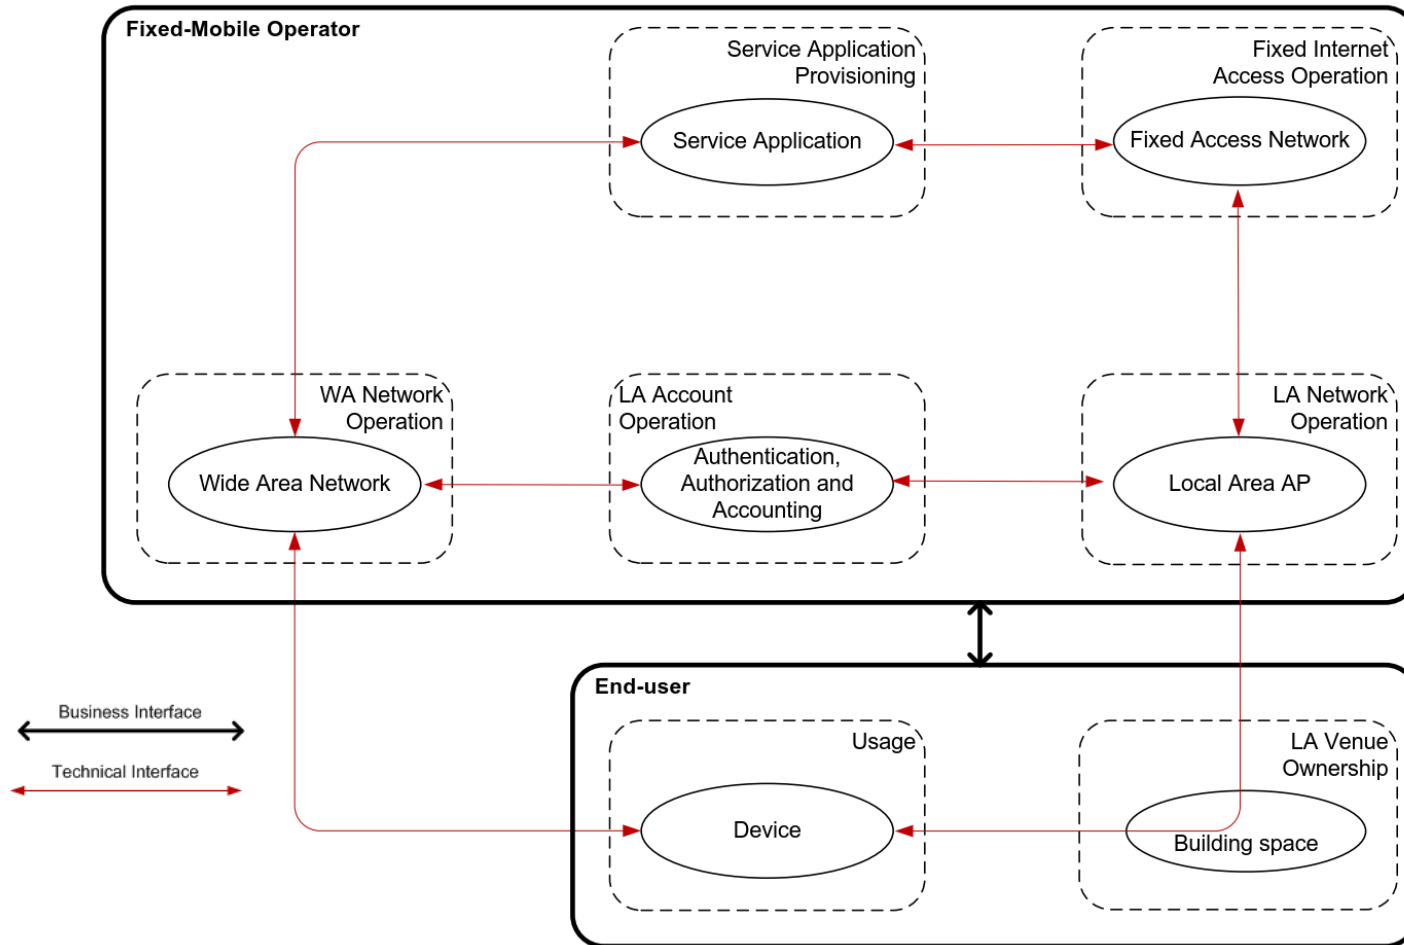 Fixed-Mobile Operator
Service Application
Provisioning
Service Application
Fixed Internet
Access Operation
Fixed Access Network
WA Network
Operation
Wide Area Network
LA Account
Operation
Authentication,
Authorization and
Accounting
LA Network
Operation
Local Area AP
End-user
Business Interface
Technical Interface
Usage
Device
LA Venue
Ownership
Building space